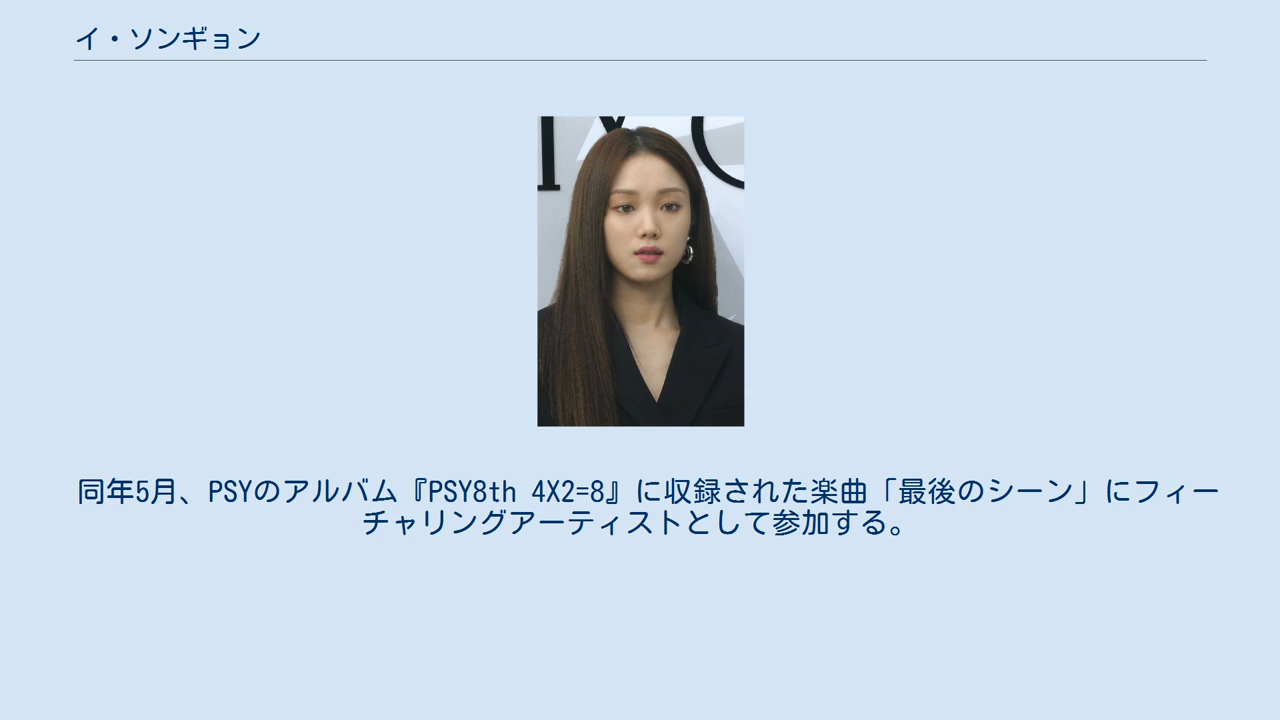 イ・ソンギョン
同年5月、PSYのアルバム『PSY8th 4X2=8』に収録された楽曲「最後のシーン」にフィー
チャリングアーティストとして参加する。